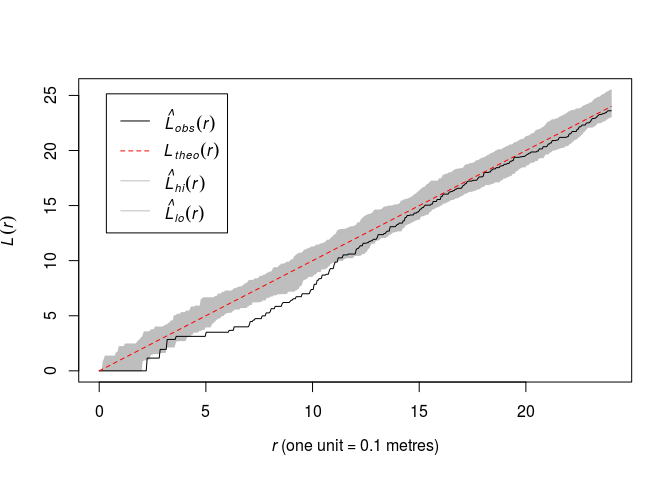 L̂obs(r)
Ltheo(r)
L̂hi(r)
L̂lo(r)
L(r)
25
20
15
10
5
0
0 5 10 15 20
r (one unit = 0.1 metres)